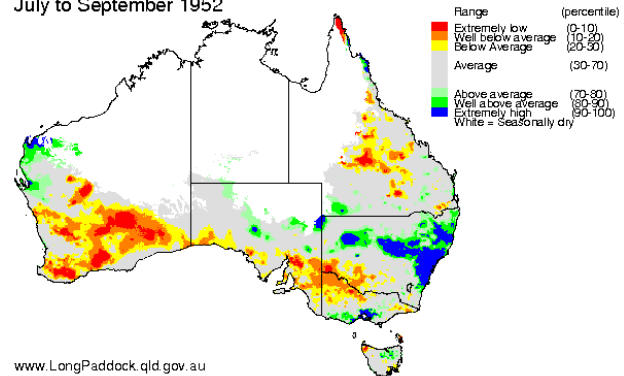 July to September 1952
Range (percentile)
Extremely low (0-10)
Well below average (10-20)
Below Average (20-30)
Average (30-70)
Above average (70-80)
Well above average (80-90)
Extremely high (90-100)
White = Seasonally dry
www.LongPaddock.qld.gov.au